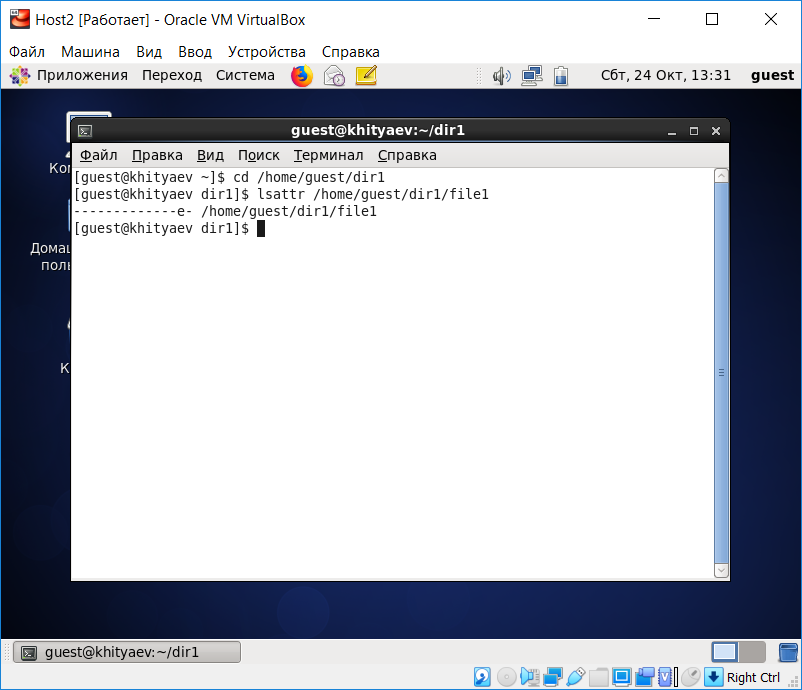 Host2 [Работает] - Oracle VM VirtualBox
Файл Машина Вид Ввод Устройства Справка
Приложения Переход Система Сбт, 24 Окт, 13:31 guest
guest@khityaev:~/dir1
Файл Правка Вид Поиск Терминал Справка
[guest@khityaev ~]$ cd /home/guest/dir1
[guest@khityaev dir1]$ lsattr /home/guest/dir1/file1
-------------e- /home/guest/dir1/file1
[guest@khityaev dir1]$
guest@khityaev:~/dir1
Right Ctrl